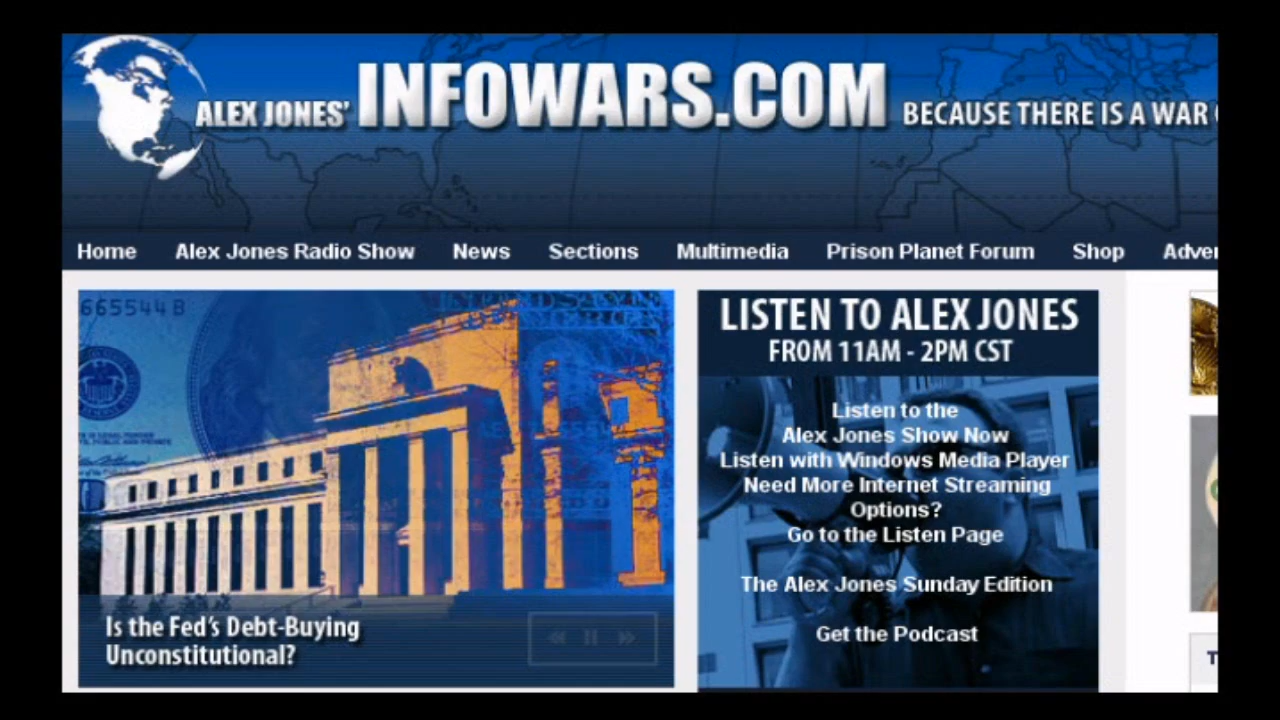 ALEX JONES' INFOWARS.COM BECAUSE THERE IS A WAR
Home Alex Jones Radio Show News Sections Multimedia Prison Planet Forum Shop Adver
665544 B
LISTEN TO ALEX JONES
FROM 11AM - 2PM CST
Listen to the
Alex Jones Show Now
Listen with Windows Media Player
Need More Internet Streaming
Options?
Go to the Listen Page
The Alex Jones Sunday Edition
Get the Podcast
Is the Fed's Debt-Buying
Unconstitutional?